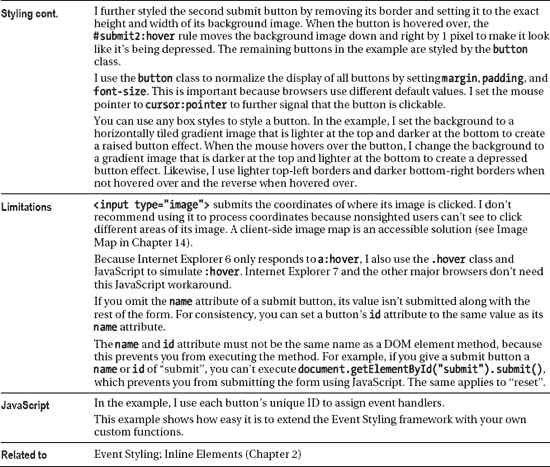 Styling cont.
I further styled the second submit button by removing its border and setting it to the exact
height and width of its background image. When the button is hovered over, the
#submit2:hover rule moves the background image down and right by 1 pixel to make it look
like it's being depressed. The remaining buttons in the example are styled by the button
class.
I use the button class to normalize the display of all buttons by setting margin, padding, and
font-size. This is important because browsers use different default values. I set the mouse
pointer to cursor:pointer to further signal that the button is clickable.
You can use any box styles to style a button. In the example, I set the background to a
horizontally tiled gradient image that is lighter at the top and darker at the bottom to create
a raised button effect. When the mouse hovers over the button, I change the background to
a gradient image that is darker at the top and lighter at the bottom to create a depressed
button effect. Likewise, I use lighter top-left borders and darker bottom-right borders when
not hovered over and the reverse when hovered over.
Limitations
<input type="image"> submits the coordinates of where its image is clicked. I don't
recommend using it to process coordinates because nonsighted users can't see to click
different areas of its image. A client-side image map is an accessible solution (see Image
Map in Chapter 14).
Because Internet Explorer 6 only responds to a:hover, I also use the .hover class and
JavaScript to simulate :hover. Internet Explorer 7 and the other major browsers don't need
this JavaScript workaround.
If you omit the name attribute of a submit button, its value isn't submitted along with the
rest of the form. For consistency, you can set a button's id attribute to the same value as its
name attribute.
The name and id attribute must not be the same name as a DOM element method, because
this prevents you from executing the method. For example, if you give a submit button a
name or id of "submit", you can't execute document.getElementById("submit").submit(),
which prevents you from submitting the form using JavaScript. The same applies to "reset".
JavaScript
In the example, I use each button's unique ID to assign event handlers.
This example shows how easy it is to extend the Event Styling framework with your own
custom functions.
Related to
Event Styling; Inline Elements (Chapter 2)